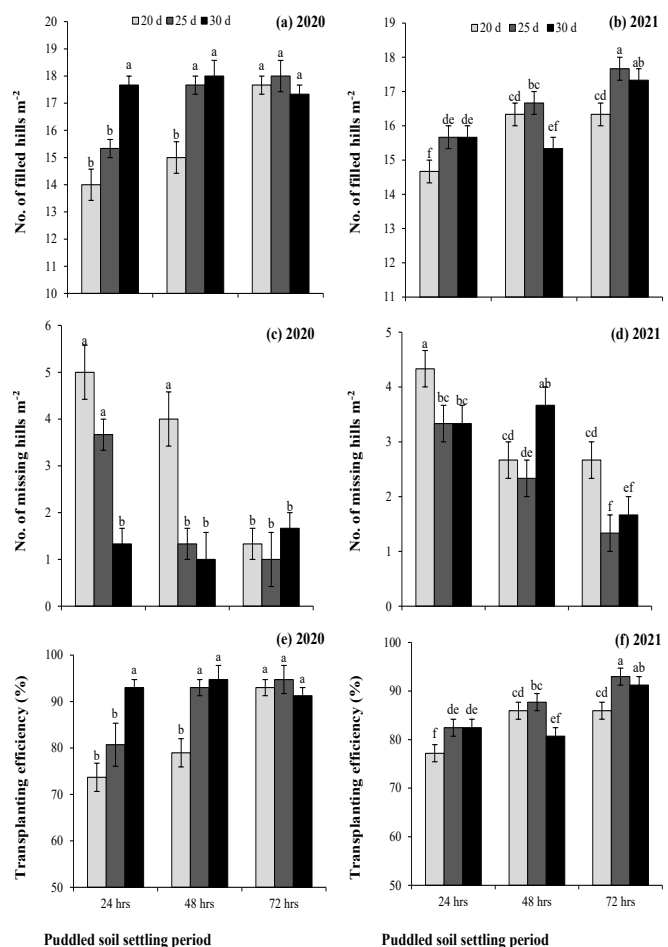 20 d 25 d 30 d
(a) 2020
No. of filled hills m-2
20
19
18
17
16
15
14
13
12
11
10
b b a b a a a a a
20 d 25 d 30 d
(b) 2021
No. of filled hills m-2
18
17
16
15
14
13
12
11
f de de cd bc ef cd a ab
(c) 2020
No. of missing hills m-2
6
5
4
3
2
1
0
a a b a b b b b b
(d) 2021
No. of missing hills m-2
5
4
3
2
1
0
a bc bc cd de ab cd f ef
(e) 2020
Transplanting efficiency (%)
100
90
80
70
60
50
b b a b a a a a a
24 hrs 48 hrs 72 hrs
Puddled soil settling period
(f) 2021
Transplanting efficiency (%)
100
90
80
70
60
50
f de de cd bc ef cd a ab
24 hrs 48 hrs 72 hrs
Puddled soil settling period